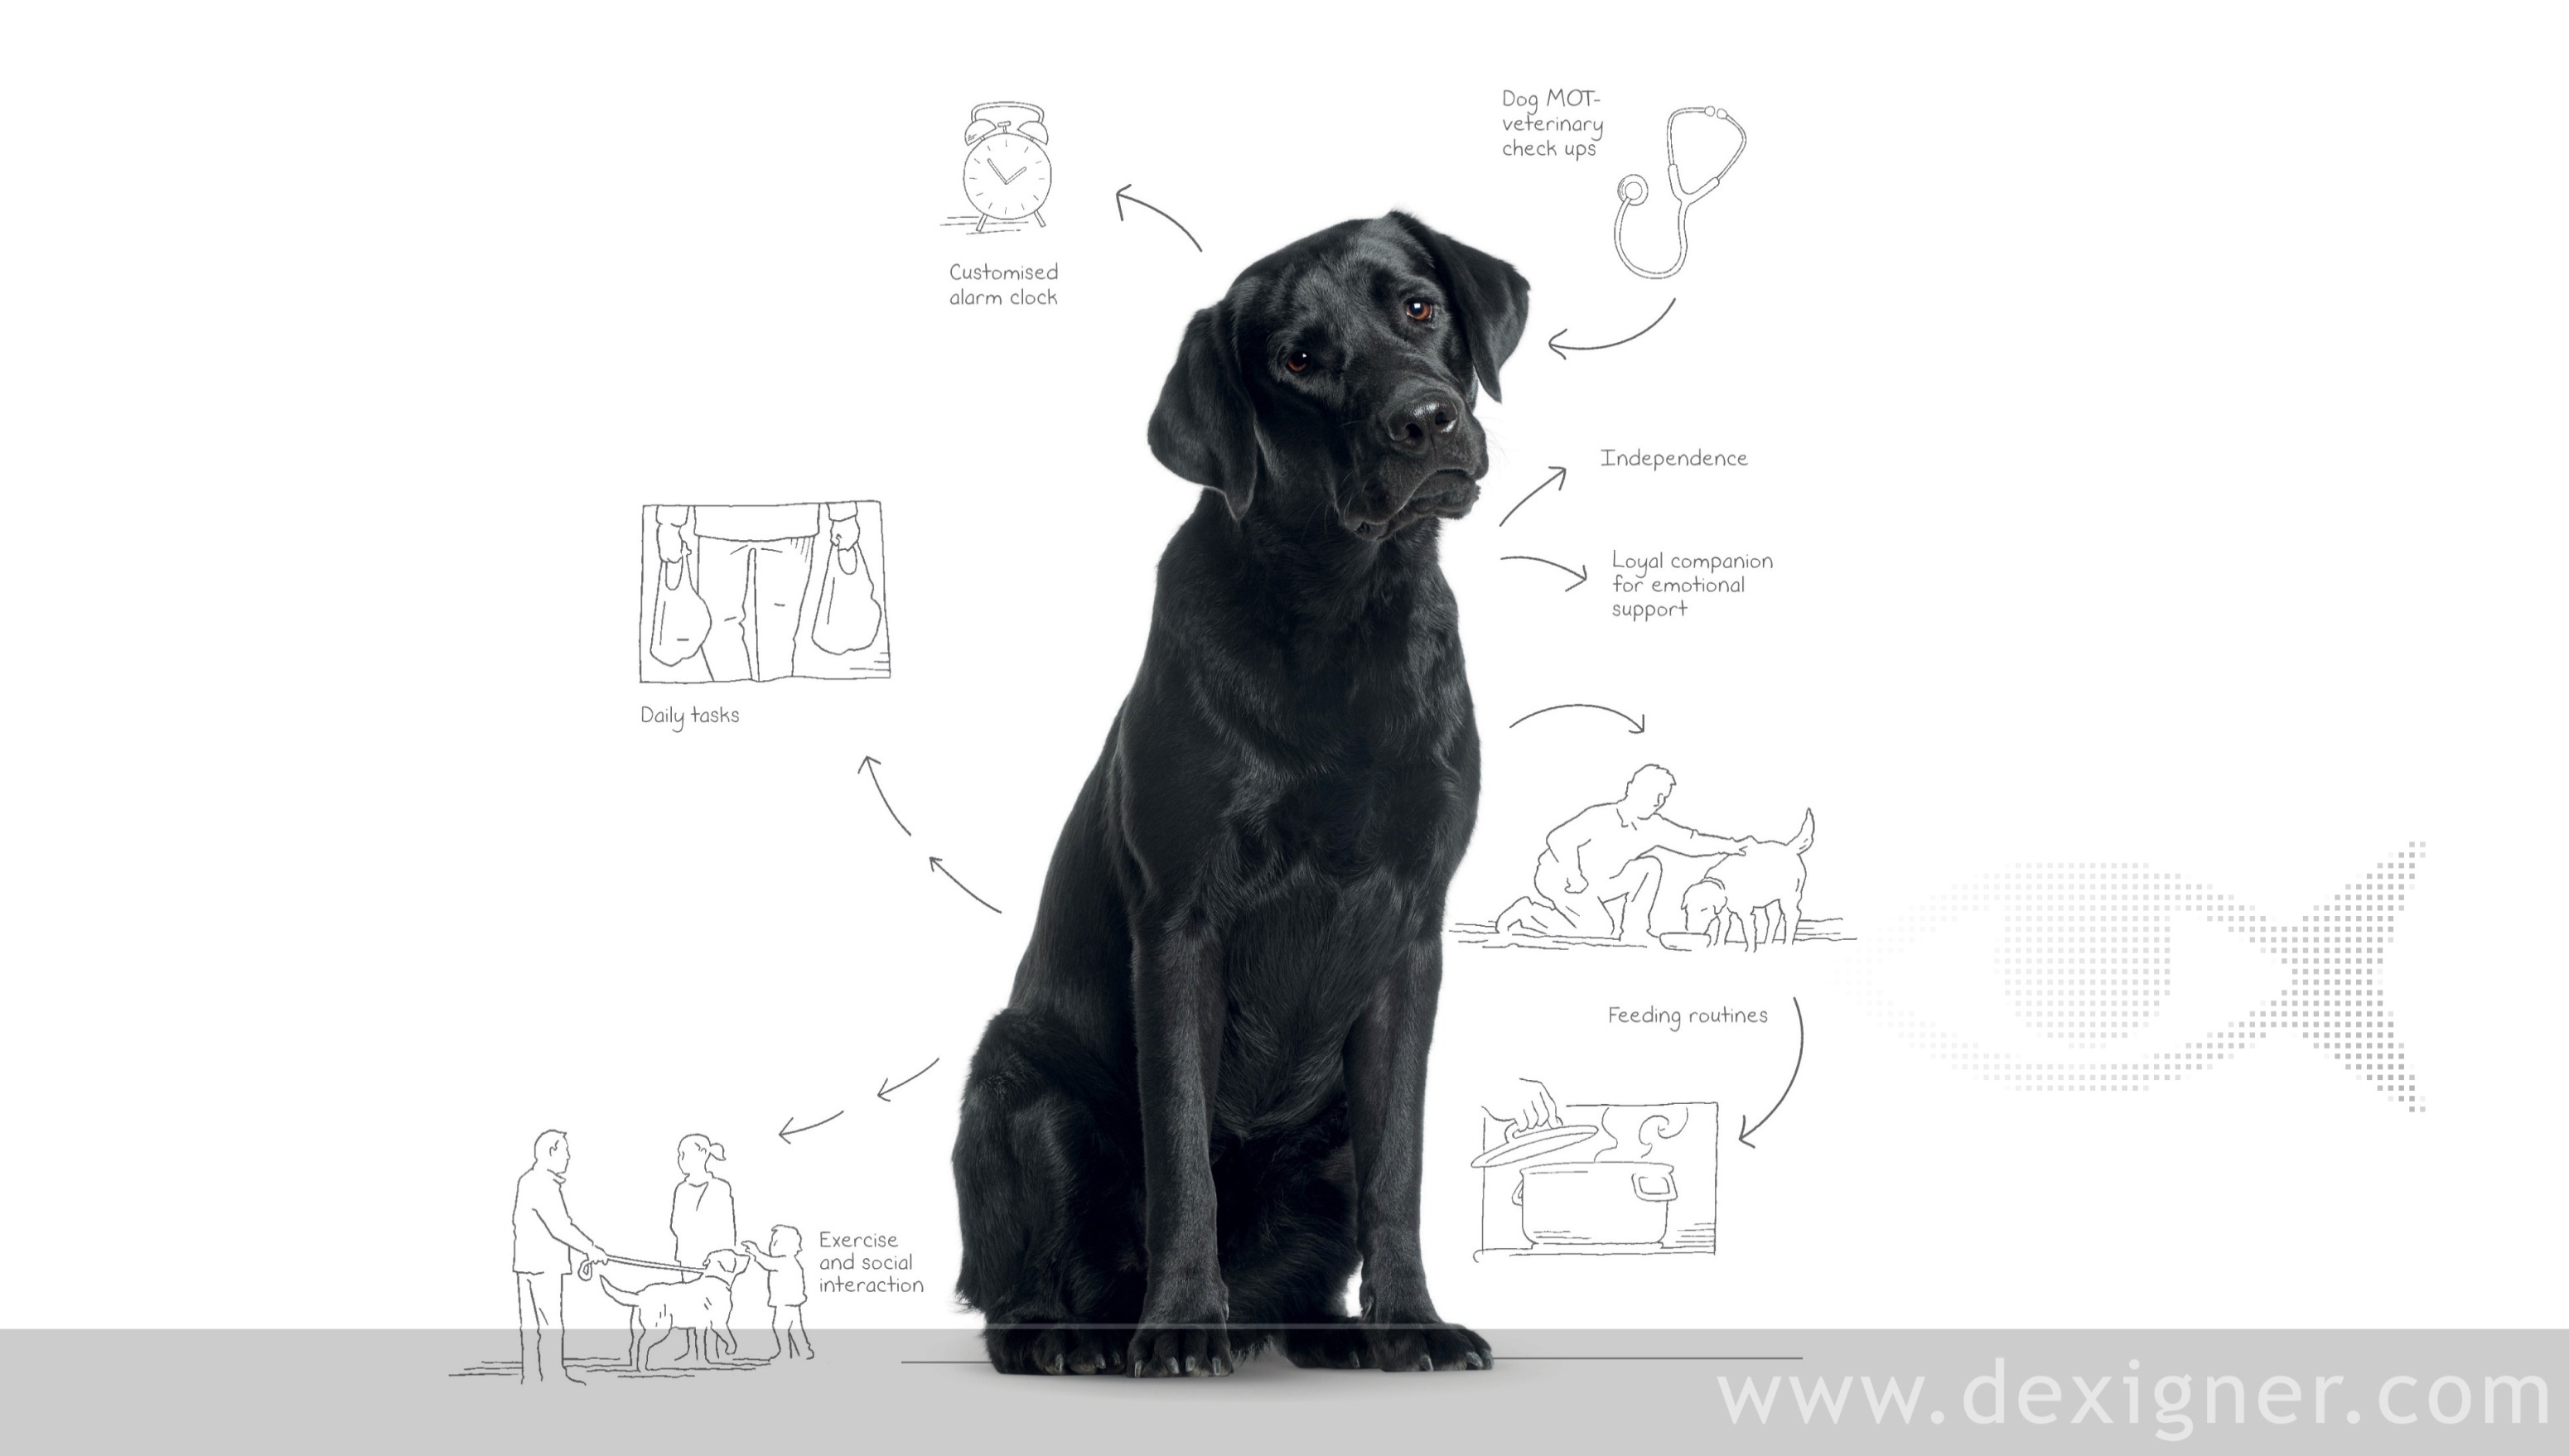 Dog MOT-
veterinary
check ups
Customised
alarm clock
Independence
Loyal companion
for emotional
support
Daily tasks
Feeding routines
Exercise
and social
interaction
www.dexigner.com